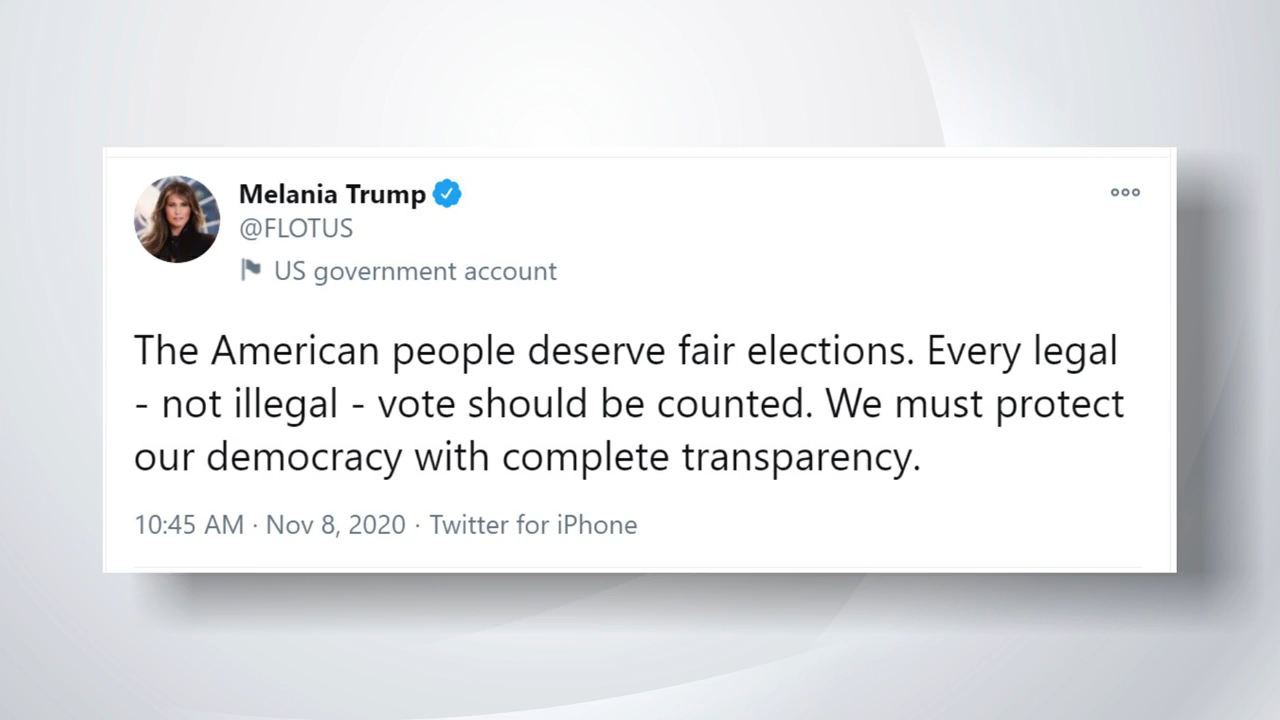 Melania Trump
@FLOTUS
US government account
The American people deserve fair elections. Every legal
- not illegal - vote should be counted. We must protect
our democracy with complete transparency.
10:45 AM · Nov 8, 2020 · Twitter for iPhone